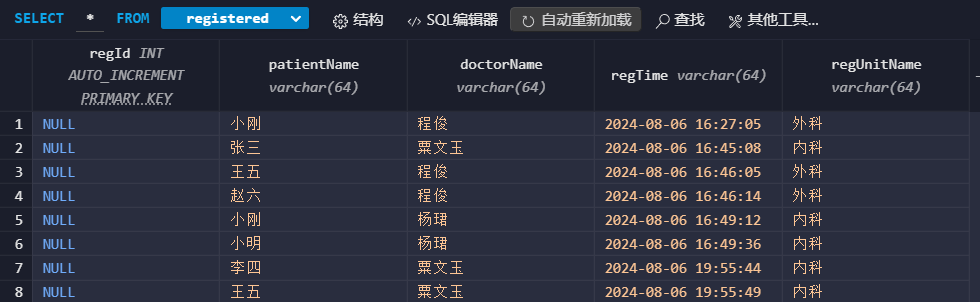 SELECT * FROM registered 结构 SQL编辑器 自动重新加载 查找 其他工具...
regId INT AUTO_INCREMENT PRIMARY KEY patientName varchar(64) doctorName varchar(64) regTime varchar(64) regUnitName varchar(64)
1 NULL 小刚 程俊 2024-08-06 16:27:05 外科
2 NULL 张三 粟文玉 2024-08-06 16:45:08 内科
3 NULL 王五 程俊 2024-08-06 16:46:05 外科
4 NULL 赵六 程俊 2024-08-06 16:46:14 外科
5 NULL 小刚 杨珺 2024-08-06 16:49:12 内科
6 NULL 小明 杨珺 2024-08-06 16:49:36 内科
7 NULL 李四 粟文玉 2024-08-06 19:55:44 内科
8 NULL 王五 粟文玉 2024-08-06 19:55:49 内科